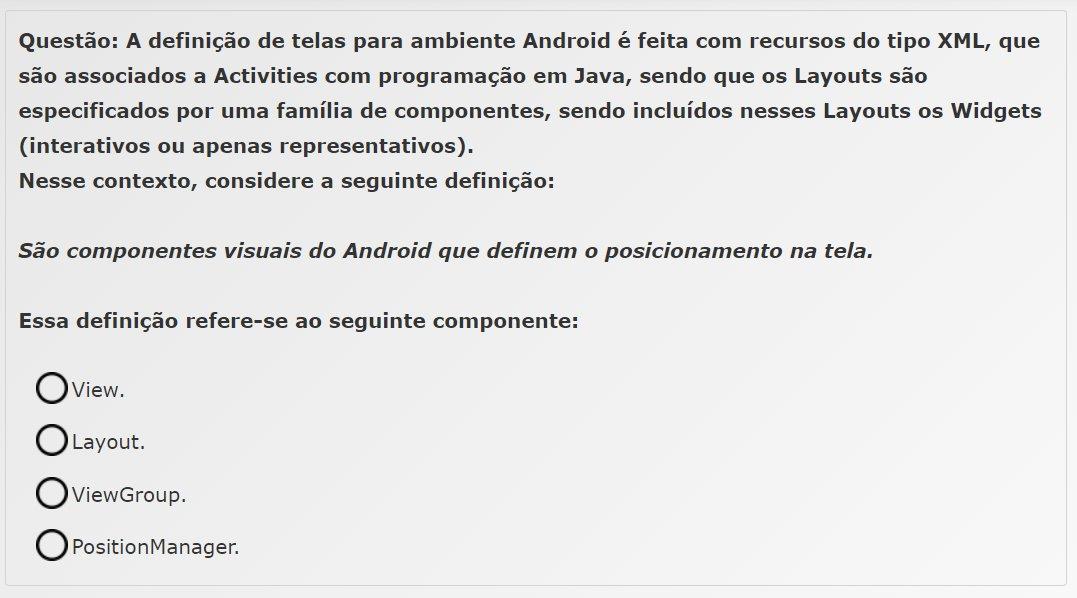 Questão: A definição de telas para ambiente Android é feita com recursos do tipo XML, que
são associados a Activities com programação em Java, sendo que os Layouts são
especificados por uma família de componentes, sendo incluídos nesses Layouts os Widgets
(interativos ou apenas representativos).
Nesse contexto, considere a seguinte definição:
São componentes visuais do Android que definem o posicionamento na tela.
Essa definição refere-se ao seguinte componente:
View.
Layout.
ViewGroup.
PositionManager.